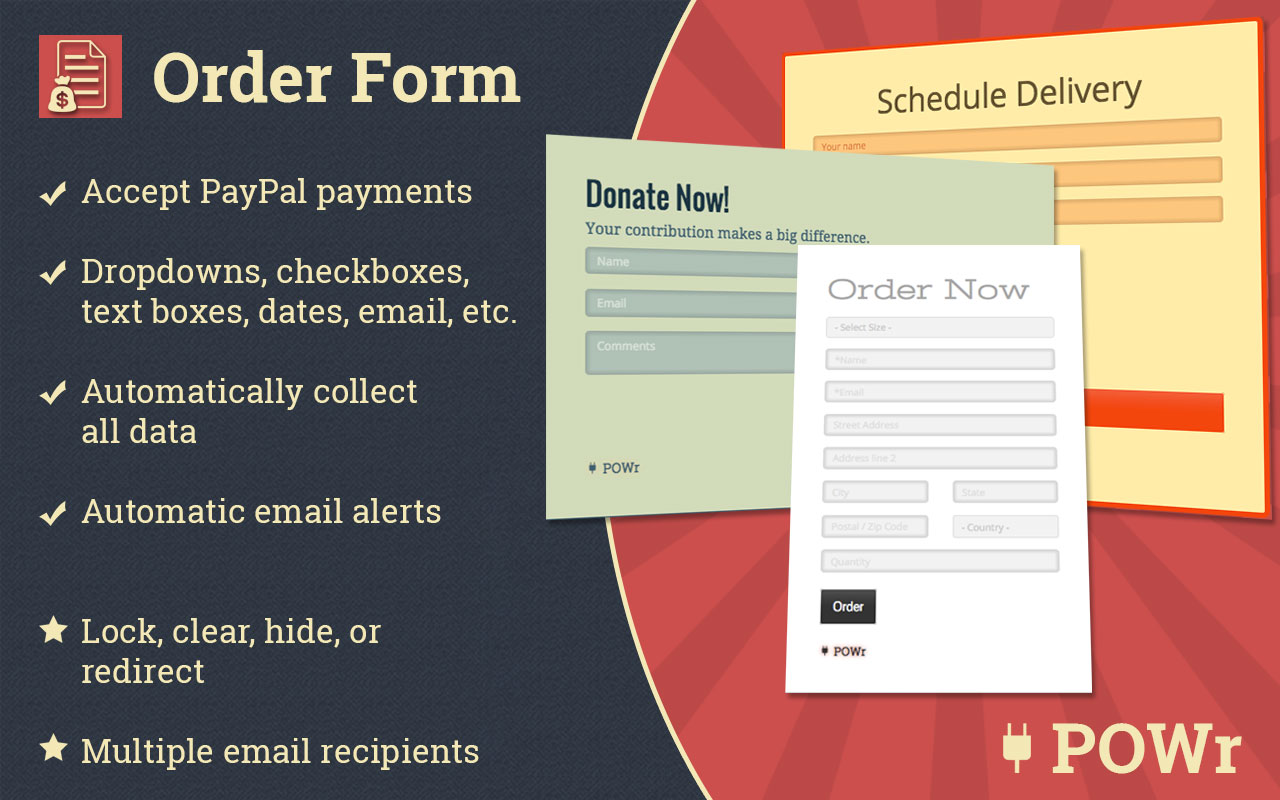 $
Order Form
Accept PayPal payments
Dropdowns, checkboxes,
text boxes, dates, email, etc.
Automatically collect
all data
Automatic email alerts
Lock, clear, hide, or
redirect
Multiple email recipients
Schedule Delivery
Your name
Donate Now!
Your contribution makes a big difference.
Name
Email
Comments
POWr
Order Now
- Select Size -
*Name
*Email
Street Address
Address line 2
City
State
Postal / Zip Code
- Country -
Quantity
Order
POWr
POWr